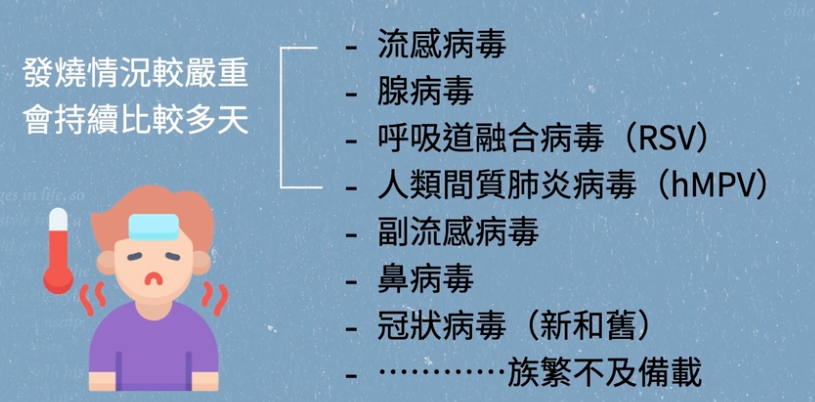 發燒情況較嚴重
會持續比較多天
- 流感病毒
- 腺病毒
- 呼吸道融合病毒（RSV）
- 人類間質肺炎病毒（hMPV）
- 副流感病毒
- 鼻病毒
- 冠狀病毒（新和舊）
- …………族繁不及備載